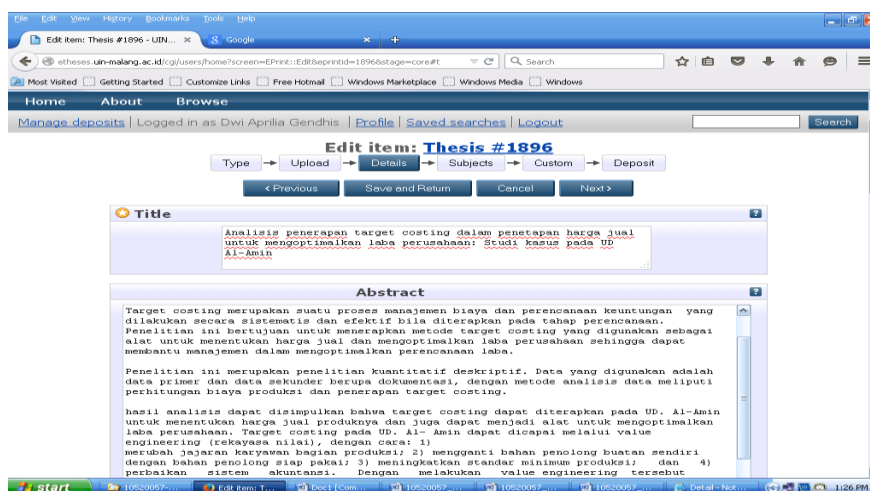 File Edit View History Bookmarks Tools Help
Edit item: Thesis #1896 - UIN... × Google × +
etheses.uin-malang.ac.id/cgi/users/home?screen=EPrint::Edit&eprintid=1896&stage=core#t Search
Most Visited Getting Started Customize Links Free Hotmail Windows Marketplace Windows Media Windows
Home About Browse
Manage deposits | Logged in as Dwi Aprilia Gendhis | Profile | Saved searches | Logout Search
Edit item: Thesis #1896
Type → Upload → Details → Subjects → Custom → Deposit
< Previous Save and Return Cancel Next >
Title ?
Analisis penerapan target costing dalam penetapan harga jual
untuk mengoptimalkan laba perusahaan: Studi kasus pada UD
Al-Amin
Abstract ?
Target costing merupakan suatu proses manajemen biaya dan perencanaan keuntungan yang
dilakukan secara sistematis dan efektif bila diterapkan pada tahap perencanaan.
Penelitian ini bertujuan untuk menerapkan metode target costing yang digunakan sebagai
alat untuk menentukan harga jual dan mengoptimalkan laba perusahaan sehingga dapat
membantu manajemen dalam mengoptimalkan perencanaan laba.
Penelitian ini merupakan penelitian kuantitatif deskriptif. Data yang digunakan adalah
data primer dan data sekunder berupa dokumentasi, dengan metode analisis data meliputi
perhitungan biaya produksi dan penerapan target costing.
hasil analisis dapat disimpulkan bahwa target costing dapat diterapkan pada UD. Al-Amin
untuk menentukan harga jual produknya dan juga dapat menjadi alat untuk mengoptimalkan
laba perusahaan. Target costing pada UD. Al- Amin dapat dicapai melalui value
engineering (rekayasa nilai), dengan cara: 1)
merubah jajaran karyawan bagian produksi; 2) mengganti bahan penolong buatan sendiri
dengan bahan penolong siap pakai; 3) meningkatkan standar minimum produksi; dan 4)
perbaikan sistem akuntansi. Dengan melakukan value engineering tersebut
start 10520057-... Edit item: T... Doc1 [Com... 10520057_... 10520057_... 10520057_... Detail - Not... 1:26 PM